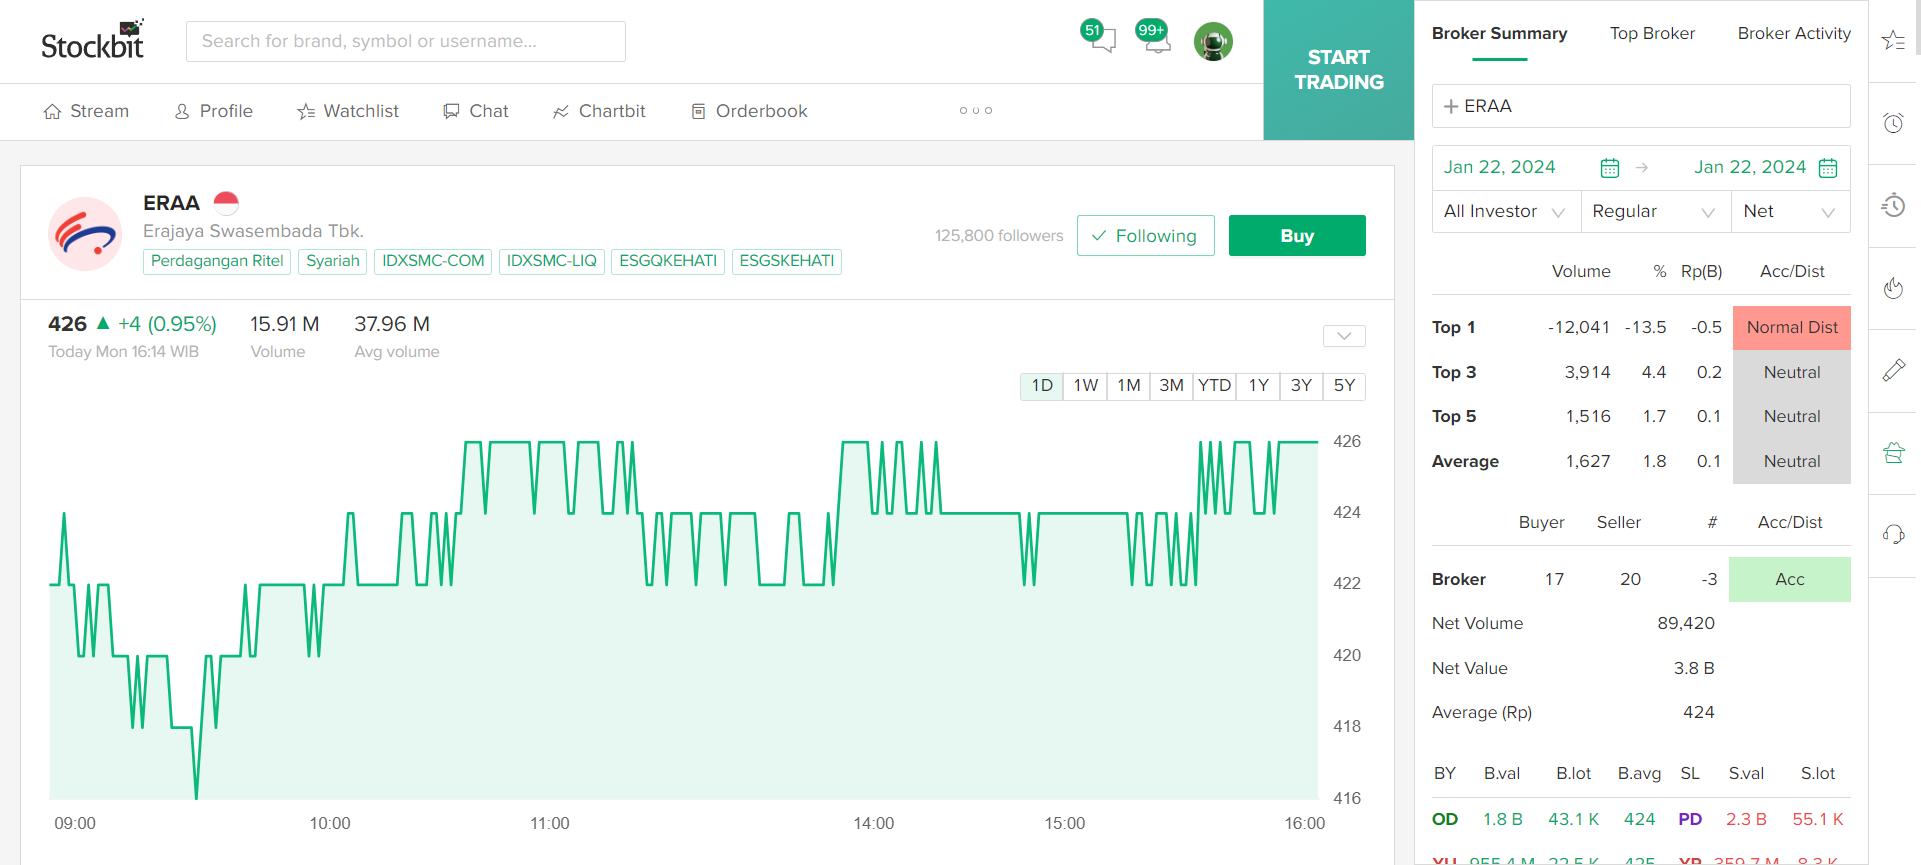 Stockbit
Search for brand, symbol or username...
51
99+
START
TRADING
Stream
Profile
Watchlist
Chat
Chartbit
Orderbook
ERAA
Erajaya Swasembada Tbk.
Perdagangan Ritel
Syariah
IDXSMC-COM
IDXSMC-LIQ
ESGQKEHATI
ESGSKEHATI
125,800 followers
Following
Buy
426 ▲ +4 (0.95%)
Today Mon 16:14 WIB
15.91 M
Volume
37.96 M
Avg volume
1D 1W 1M 3M YTD 1Y 3Y 5Y
426
424
422
420
418
416
09:00 10:00 11:00 14:00 15:00 16:00
Broker Summary Top Broker Broker Activity
+ ERAA
Jan 22, 2024 → Jan 22, 2024
All Investor Regular Net
Volume % Rp(B) Acc/Dist
Top 1 -12,041 -13.5 -0.5 Normal Dist
Top 3 3,914 4.4 0.2 Neutral
Top 5 1,516 1.7 0.1 Neutral
Average 1,627 1.8 0.1 Neutral
Buyer Seller # Acc/Dist
Broker 17 20 -3 Acc
Net Volume 89,420
Net Value 3.8 B
Average (Rp) 424
BY B.val B.lot B.avg SL S.val S.lot
OD 1.8 B 43.1 K 424 PD 2.3 B 55.1 K